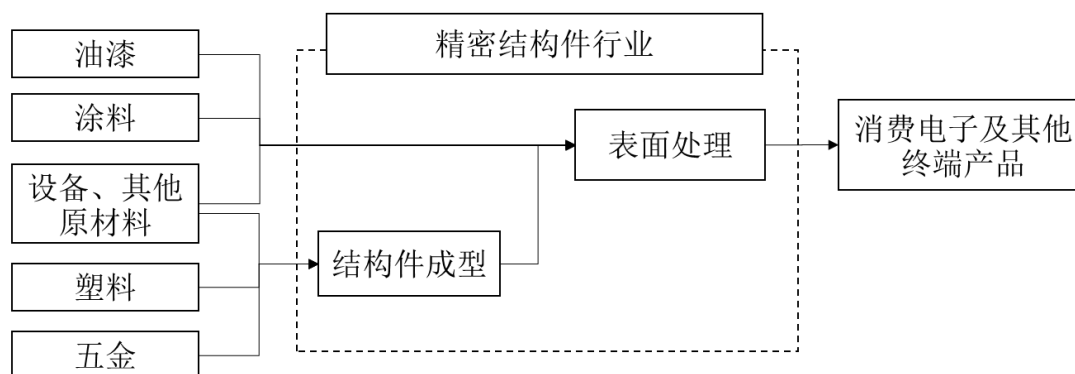 油漆
涂料
设备、其他
原材料
塑料
五金
精密结构件行业
结构件成型
表面处理
消费电子及其他
终端产品